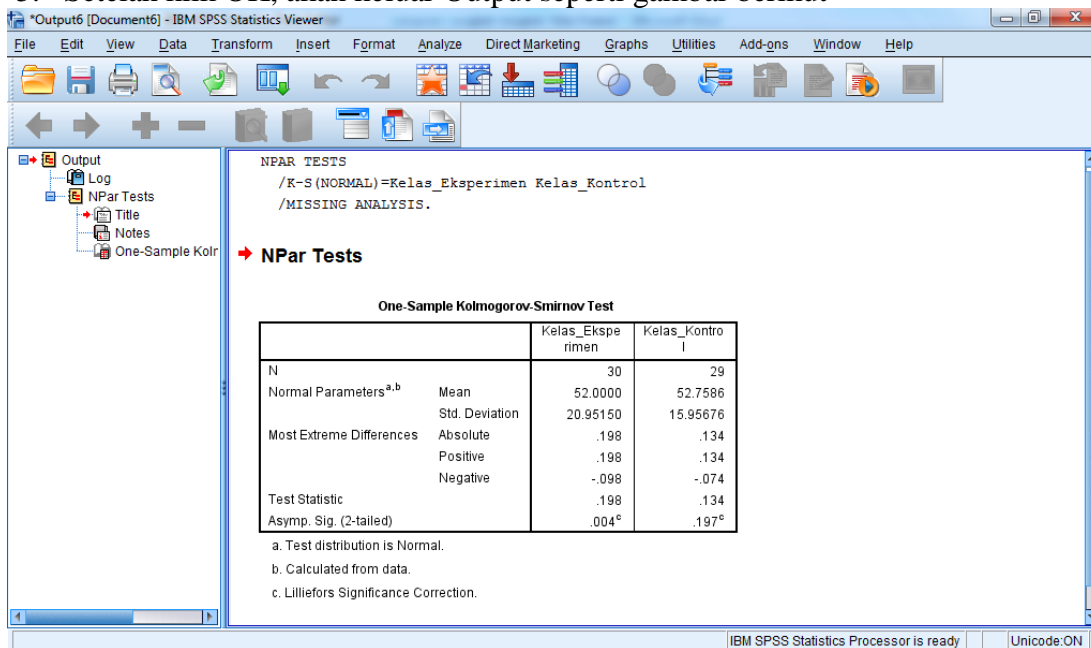 *Output6 [Document6] - IBM SPSS Statistics Viewer
File Edit View Data Transform Insert Format Analyze Direct Marketing Graphs Utilities Add-ons Window Help
Output
Log
NPar Tests
Title
Notes
One-Sample Kolm
NPAR TESTS
/K-S(NORMAL)=Kelas_Eksperimen Kelas_Kontrol
/MISSING ANALYSIS.
NPar Tests
One-Sample Kolmogorov-Smirnov Test
Kelas_Ekspe Kelas_Kontro
rimen l
N 30 29
Normal Parameters a,b Mean 52.0000 52.7586
Std. Deviation 20.95150 15.95676
Most Extreme Differences Absolute .198 .134
Positive .198 .134
Negative -.098 -.074
Test Statistic .198 .134
Asymp. Sig. (2-tailed) .004 c .197 c
a. Test distribution is Normal.
b. Calculated from data.
c. Lilliefors Significance Correction.
IBM SPSS Statistics Processor is ready Unicode:ON